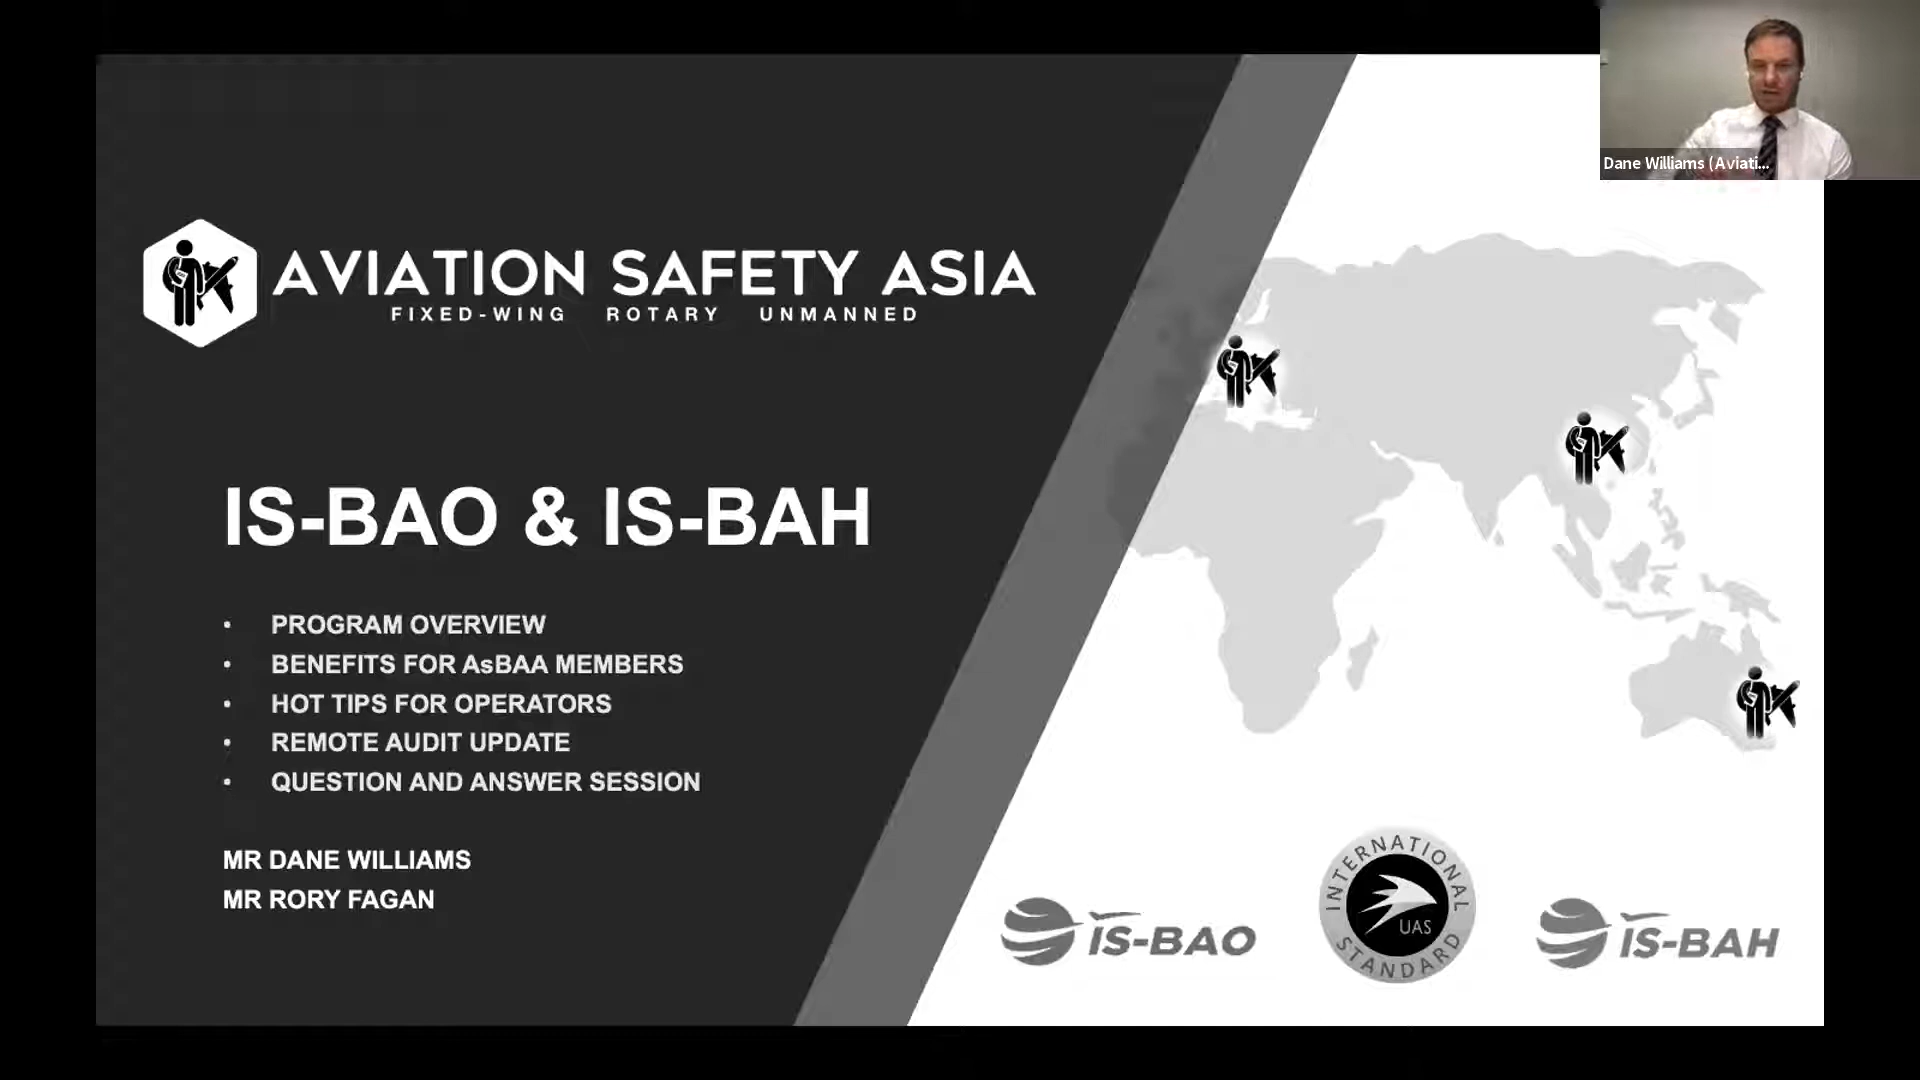 Dane Williams (Aviati...
AVIATION SAFETY ASIA
FIXED-WING ROTARY UNMANNED
IS-BAO & IS-BAH
• PROGRAM OVERVIEW
• BENEFITS FOR AsBAA MEMBERS
• HOT TIPS FOR OPERATORS
• REMOTE AUDIT UPDATE
• QUESTION AND ANSWER SESSION
MR DANE WILLIAMS
MR RORY FAGAN
IS-BAO
INTERNATIONAL
UAS
STANDARD
IS-BAH